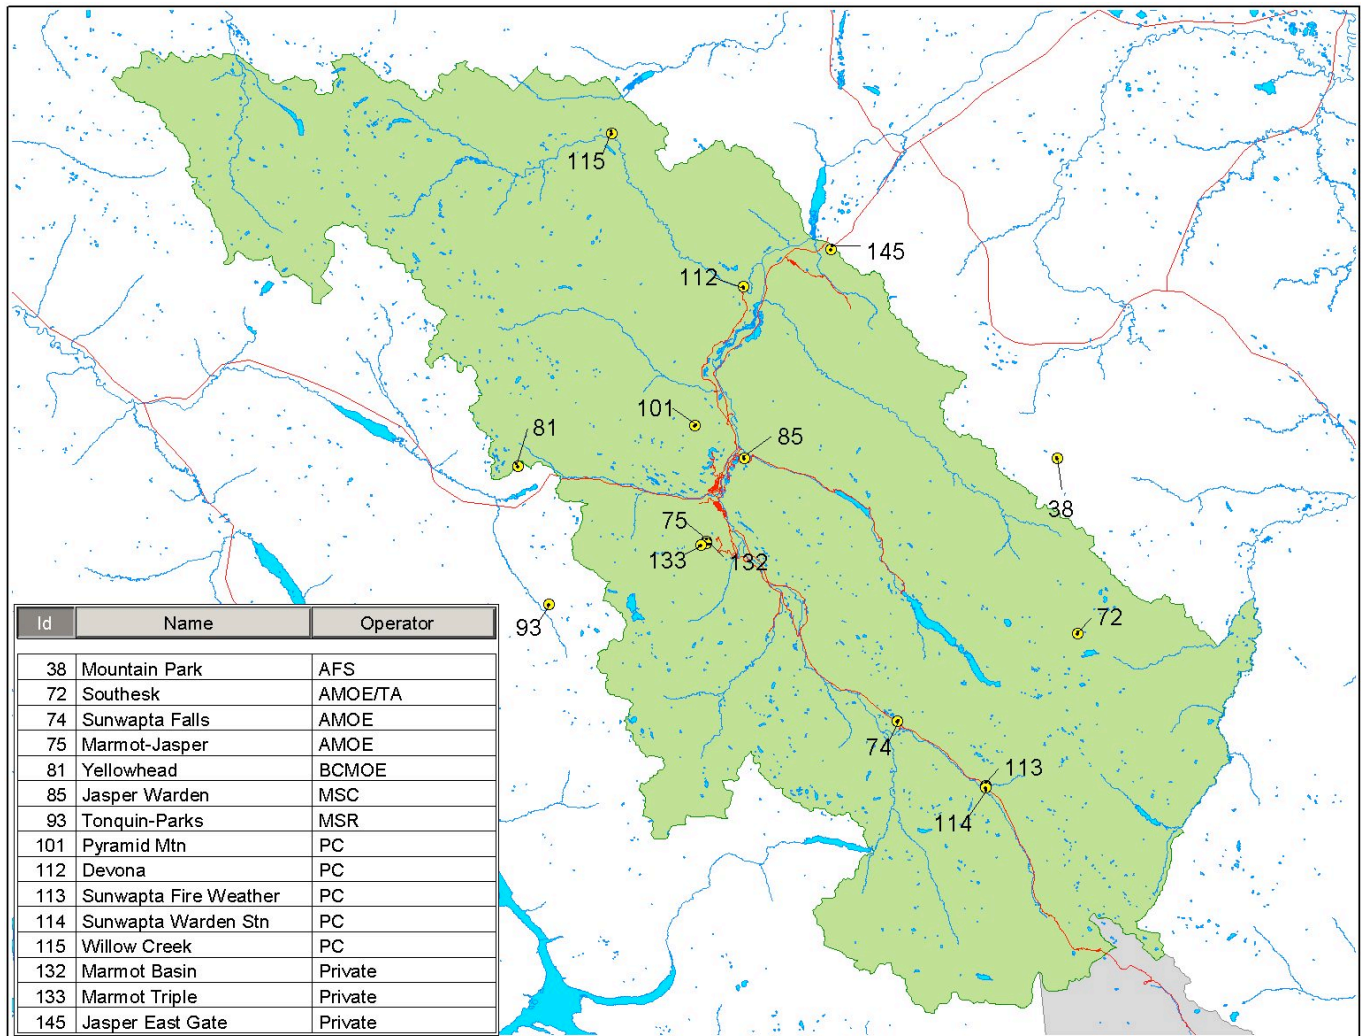 115
145
112
101
81
85
38
75
133
132
93
72
74
113
114
Id Name Operator
38 Mountain Park AFS
72 Southesk AMOE/TA
74 Sunwapta Falls AMOE
75 Marmot-Jasper AMOE
81 Yellowhead BCMOE
85 Jasper Warden MSC
93 Tonquin-Parks MSR
101 Pyramid Mtn PC
112 Devona PC
113 Sunwapta Fire Weather PC
114 Sunwapta Warden Stn PC
115 Willow Creek PC
132 Marmot Basin Private
133 Marmot Triple Private
145 Jasper East Gate Private